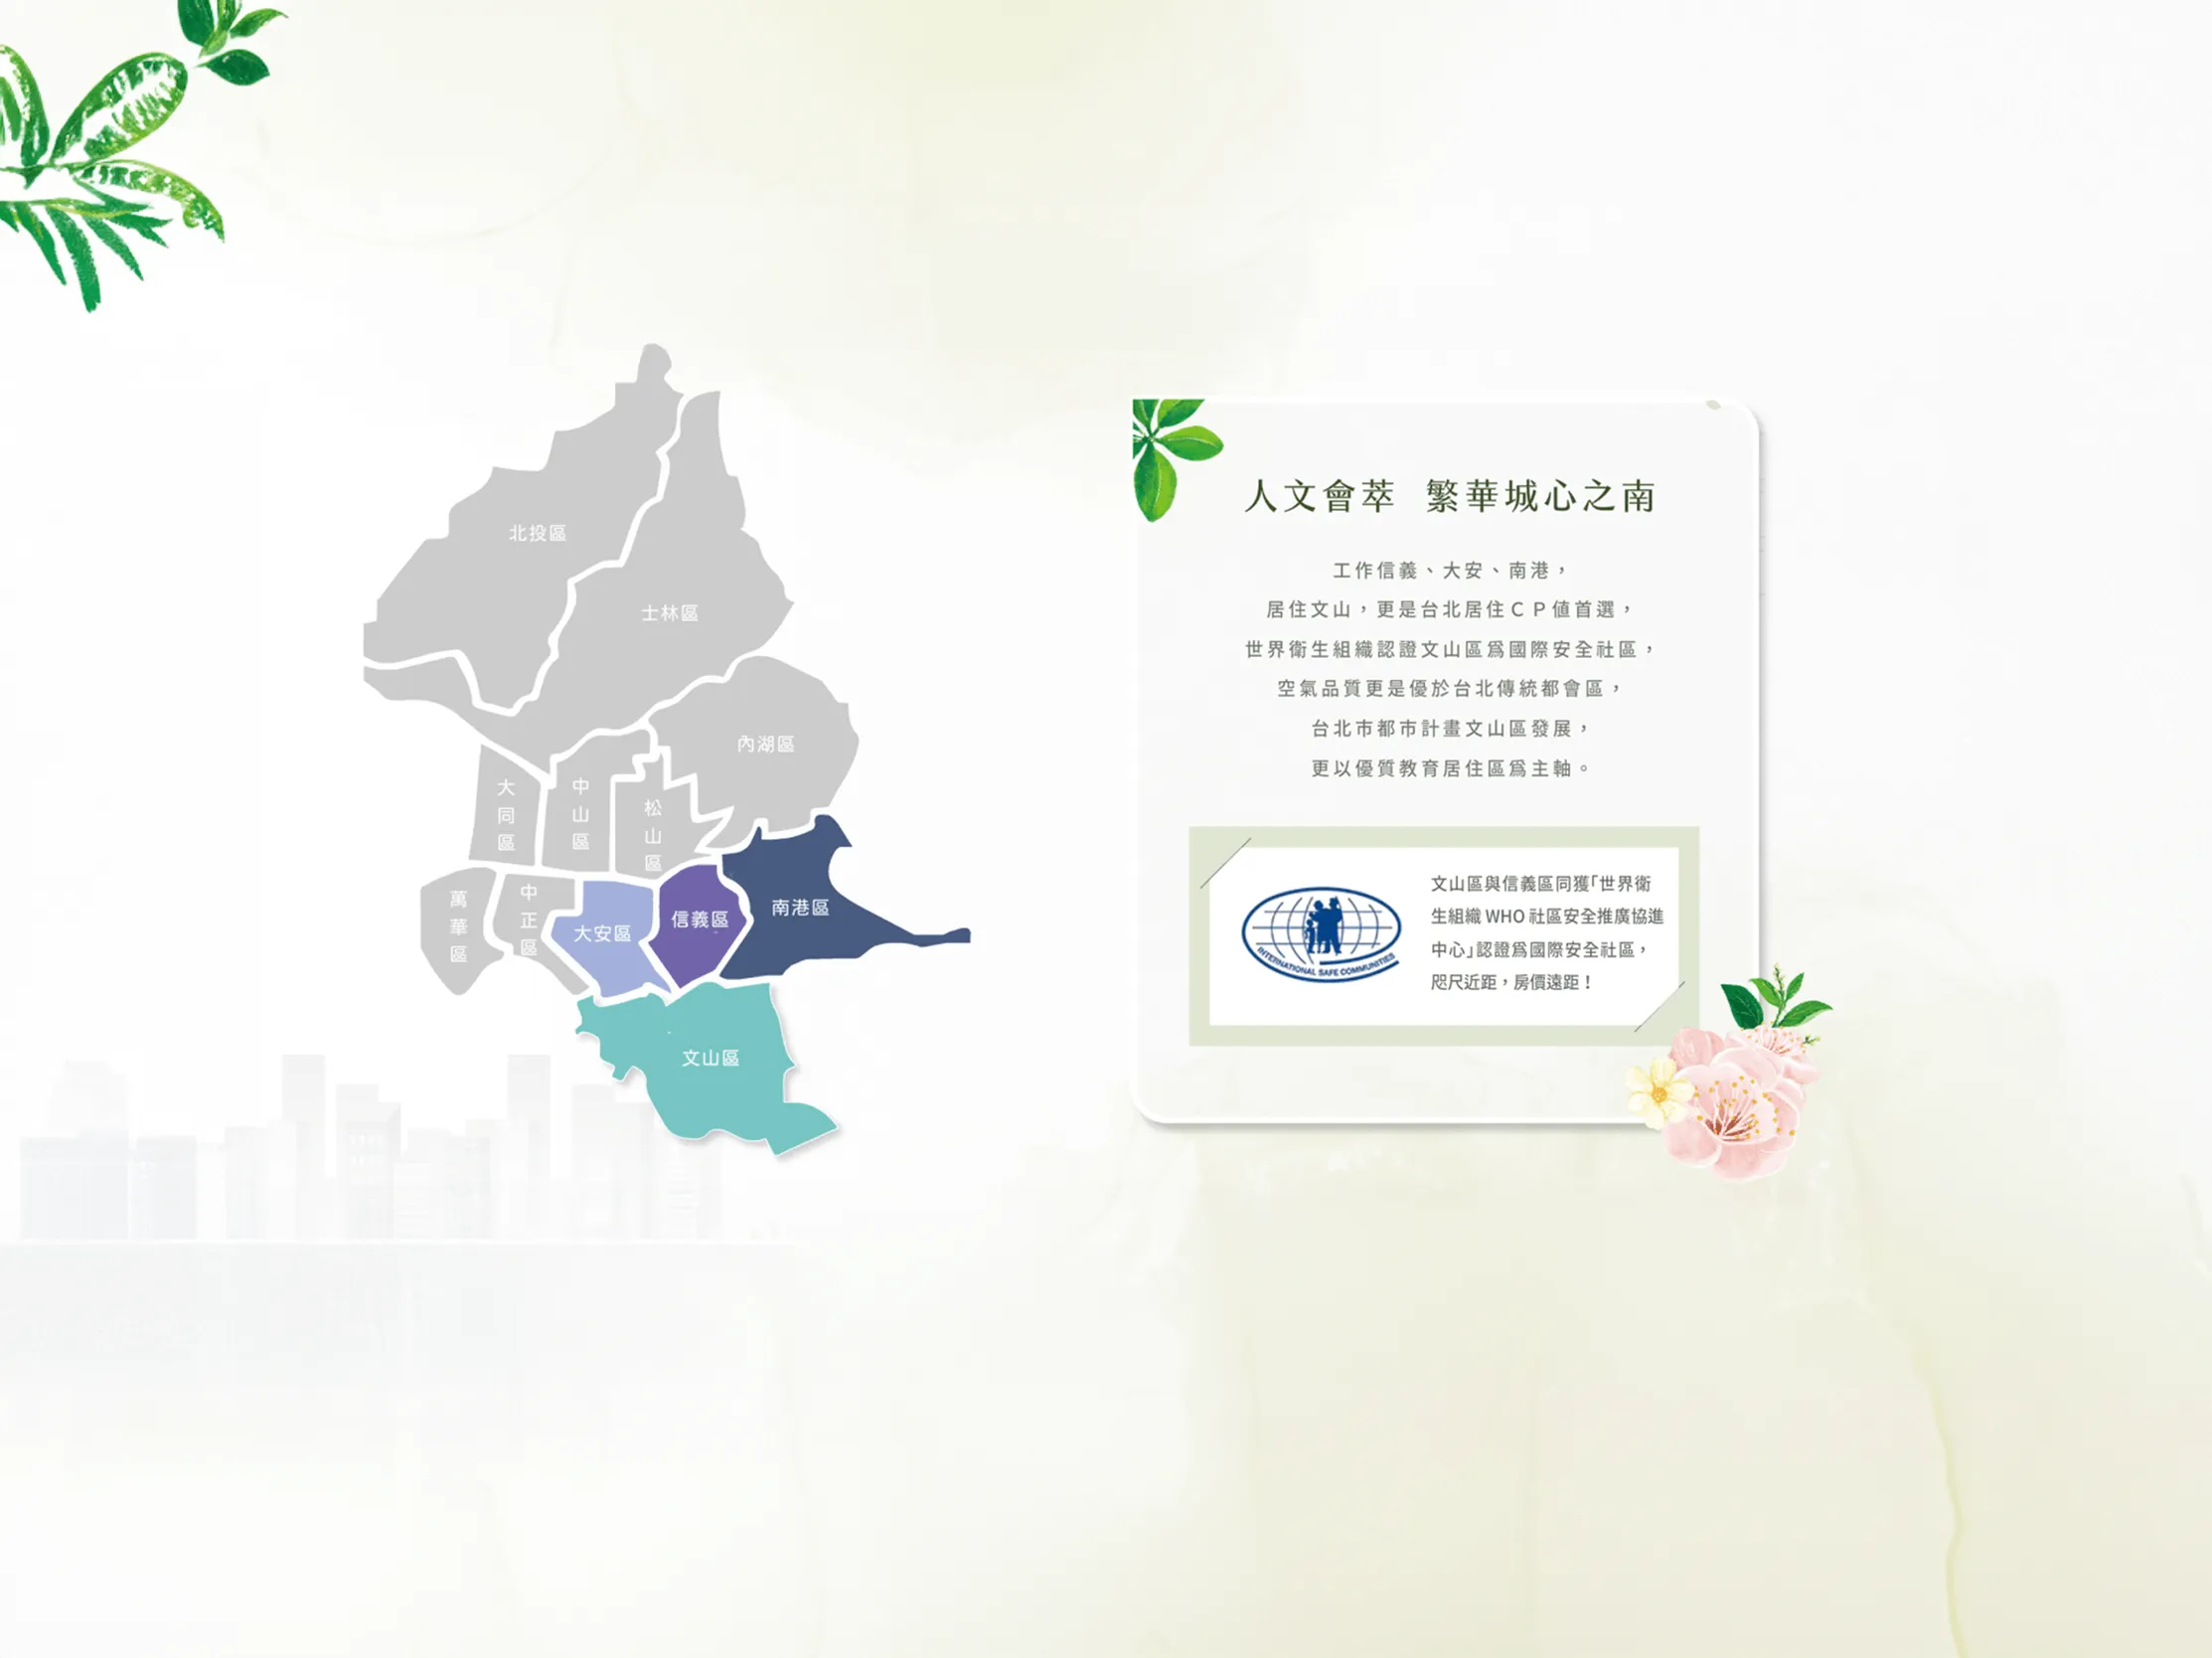 北投區
士林區
內湖區
大同區
中山區
松山區
萬華區
中正區
大安區
信義區
南港區
文山區
人文會萃 繁華城心之南
工作信義、大安、南港，
居住文山，更是台北居住CP值首選，
世界衛生組織認證文山區爲國際安全社區，
空氣品質更是優於台北傳統都會區，
台北市都市計畫文山區發展，
更以優質教育居住區爲主軸。
INTERNATIONAL SAFE COMMUNITIES
文山區與信義區同獲「世界衛
生組織 WHO 社區安全推廣協進
中心」認證爲國際安全社區，
咫尺近距，房價遠距！